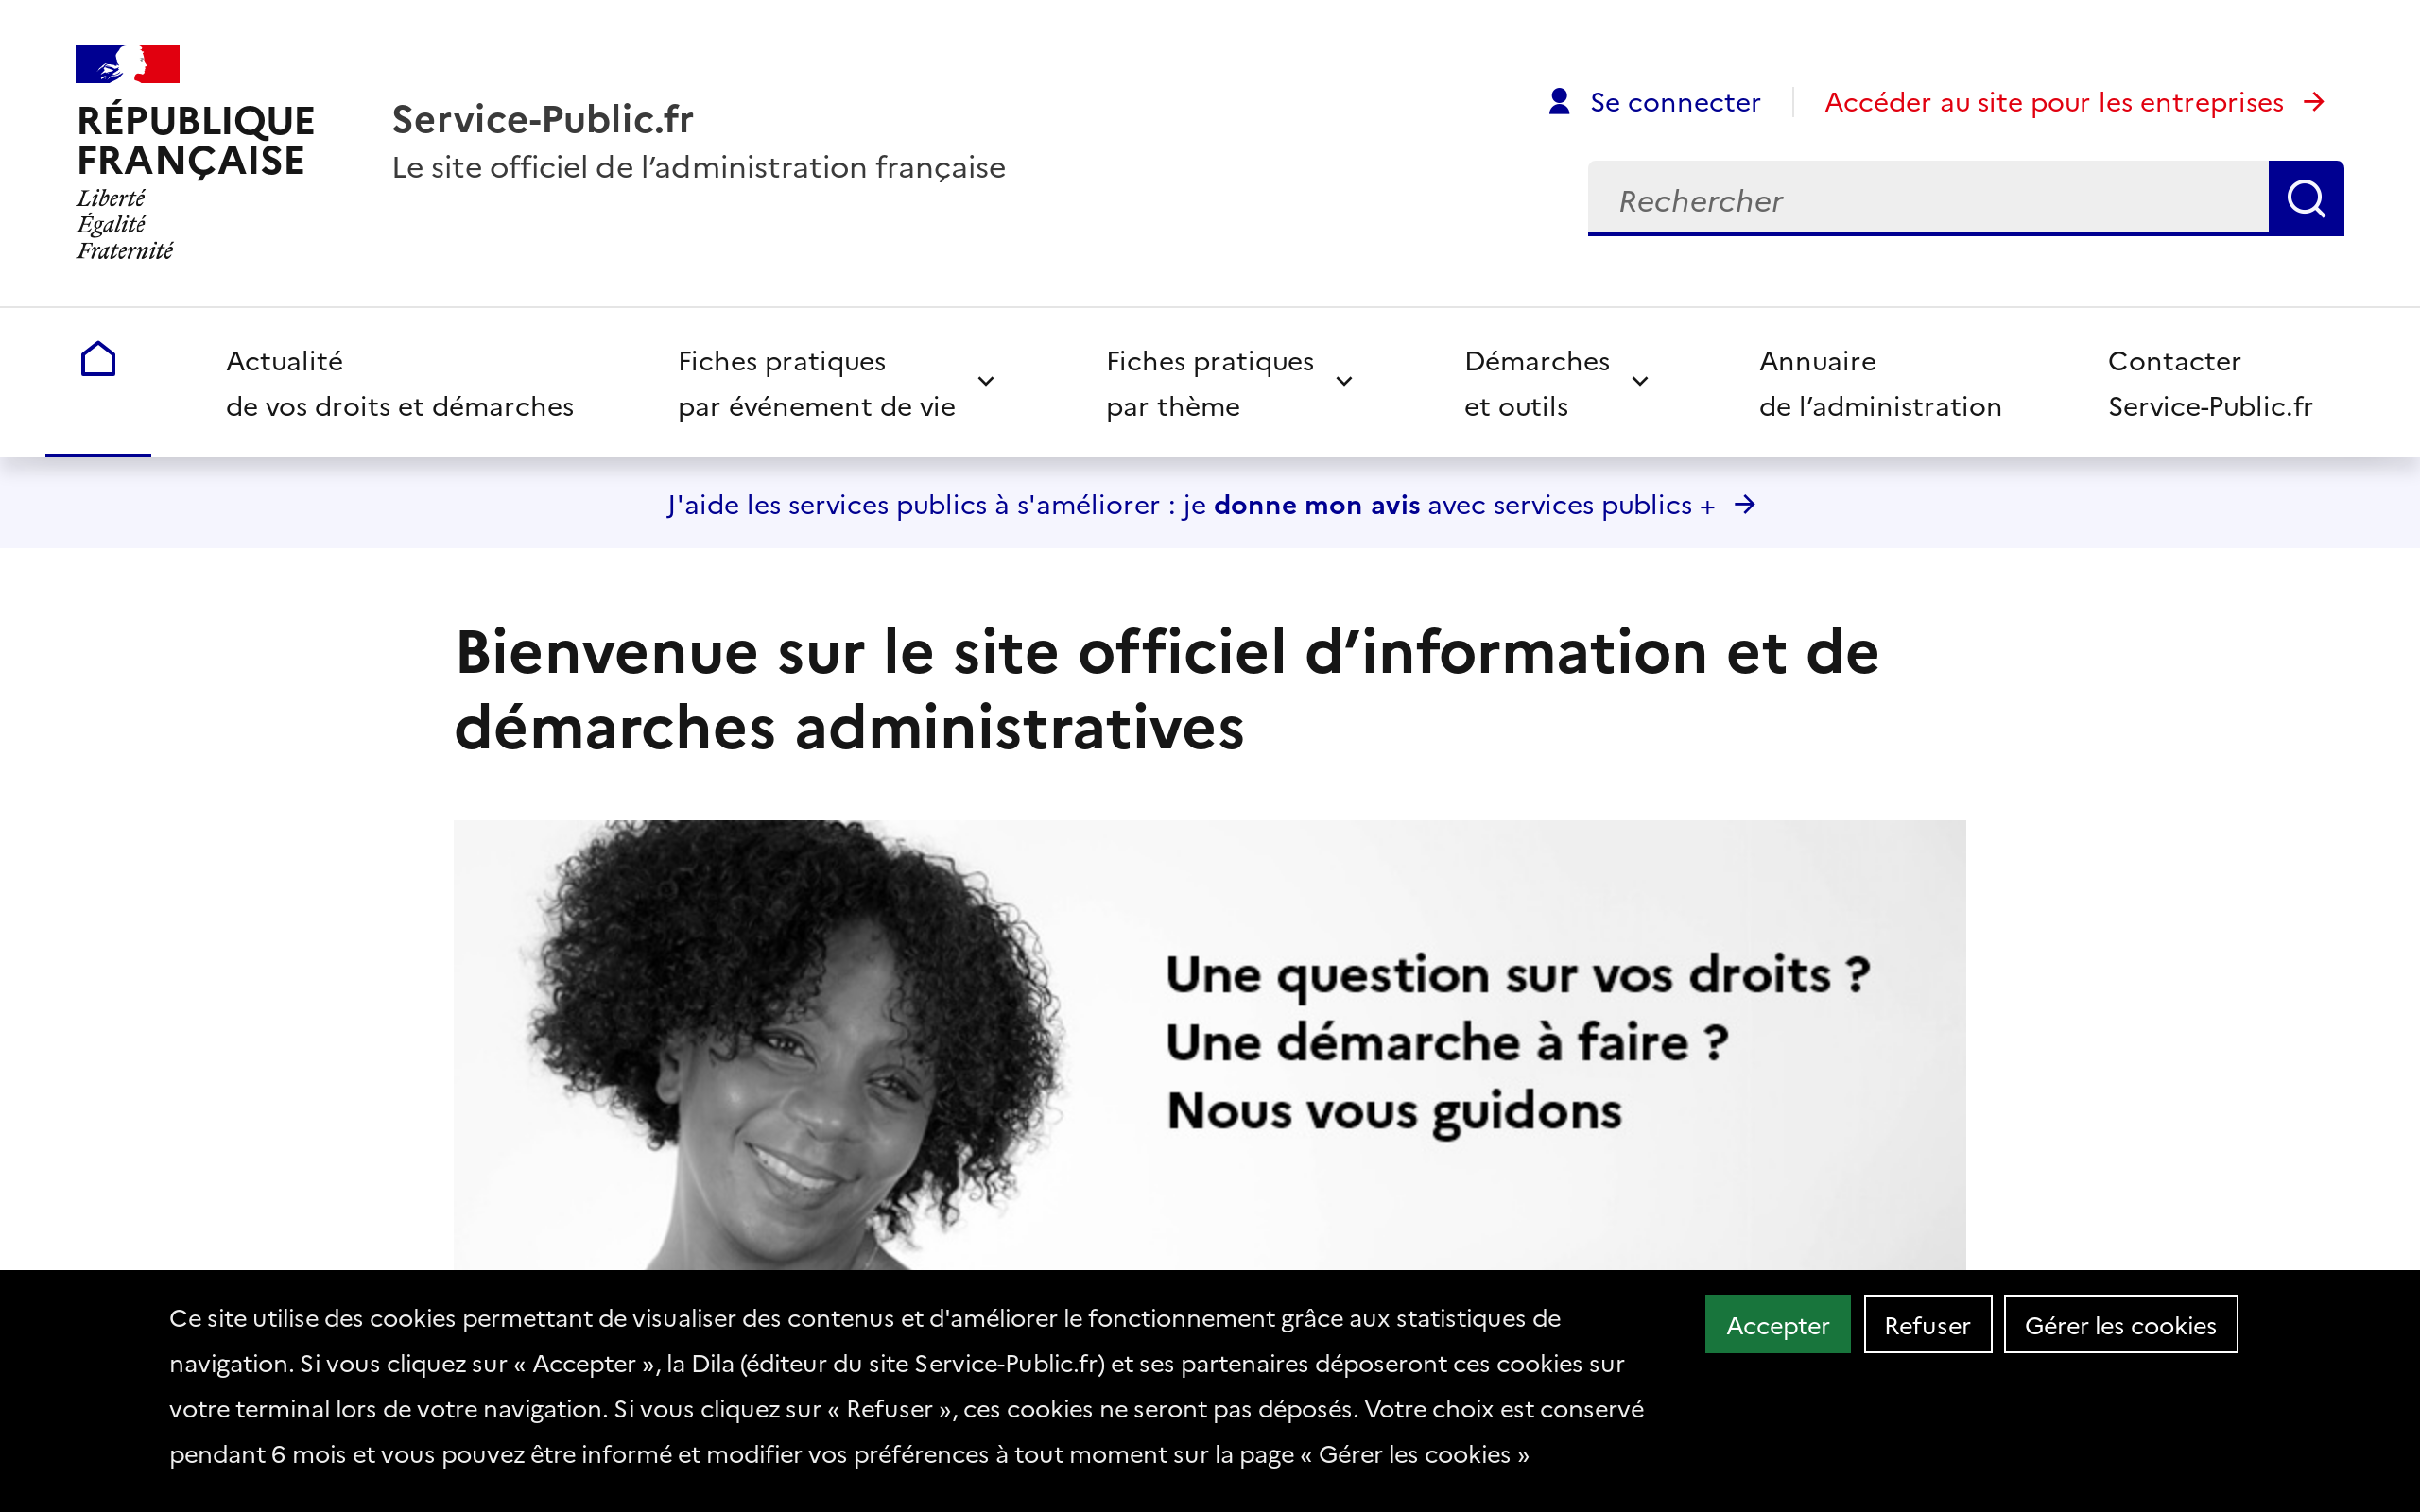 RÉPUBLIQUE
FRANÇAISE
Liberté
Égalité
Fraternité
Service-Public.fr
Le site officiel de l’administration française
Se connecter
Accéder au site pour les entreprises
Rechercher
Actualité
de vos droits et démarches
Fiches pratiques
par événement de vie
Fiches pratiques
par thème
Démarches
et outils
Annuaire
de l’administration
Contacter
Service-Public.fr
J'aide les services publics à s'améliorer : je donne mon avis avec services publics +
Bienvenue sur le site officiel d’information et de
démarches administratives
Une question sur vos droits ?
Une démarche à faire ?
Nous vous guidons
Ce site utilise des cookies permettant de visualiser des contenus et d'améliorer le fonctionnement grâce aux statistiques de
navigation. Si vous cliquez sur « Accepter », la Dila (éditeur du site Service-Public.fr) et ses partenaires déposeront ces cookies sur
votre terminal lors de votre navigation. Si vous cliquez sur « Refuser », ces cookies ne seront pas déposés. Votre choix est conservé
pendant 6 mois et vous pouvez être informé et modifier vos préférences à tout moment sur la page « Gérer les cookies »
Accepter
Refuser
Gérer les cookies